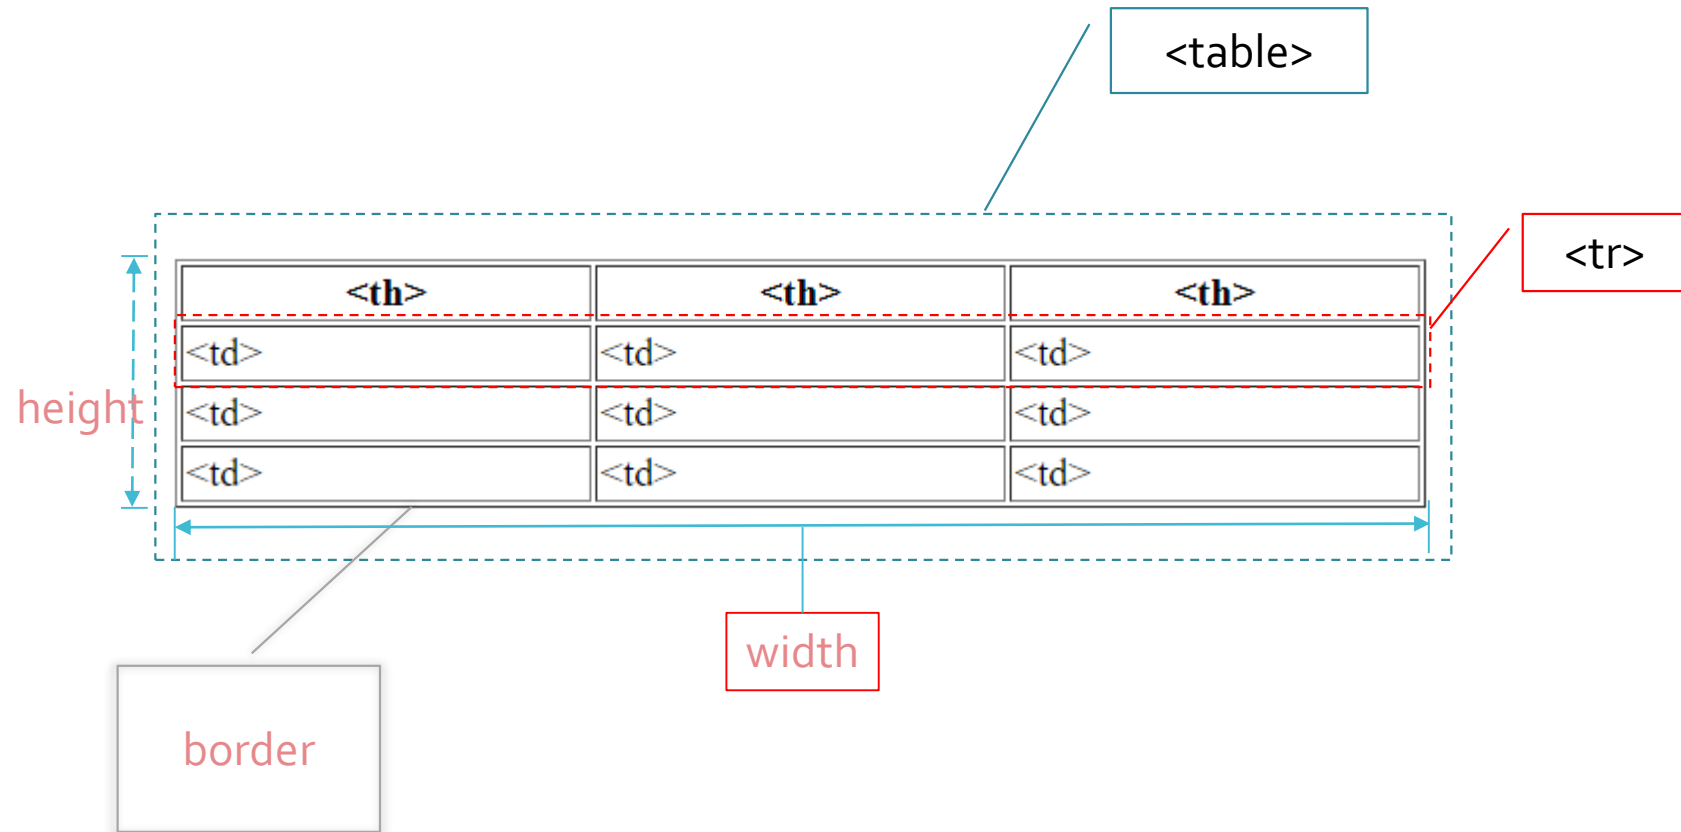 <table>
<tr>
<th> <th> <th>
<td> <td> <td>
height
<td> <td> <td>
<td> <td> <td>
width
border